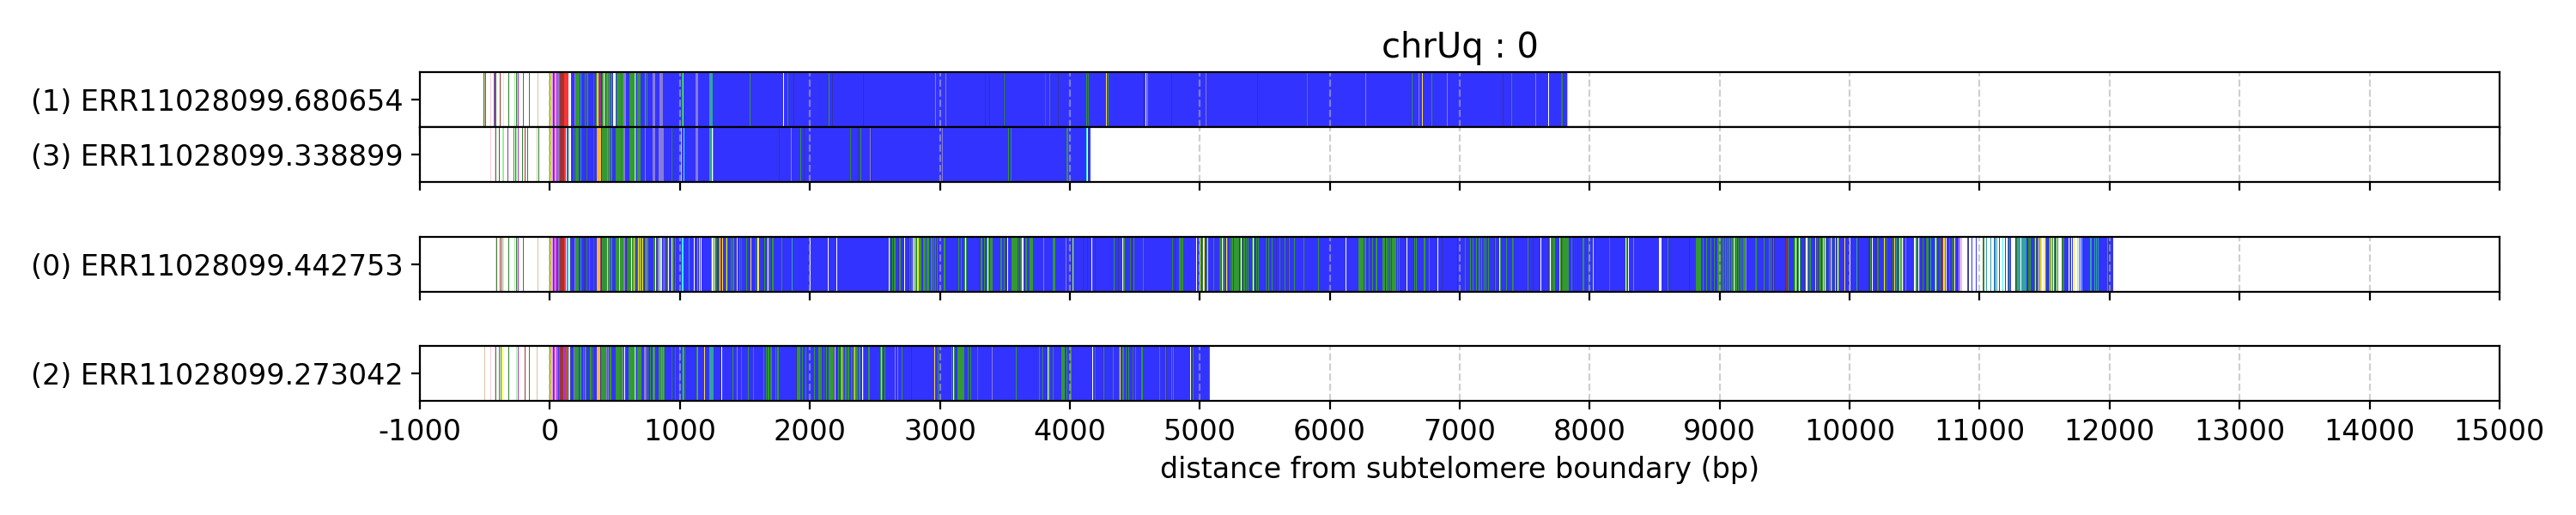 chrUq : 0
(1) ERR11028099.680654
(3) ERR11028099.338899
(0) ERR11028099.442753
(2) ERR11028099.273042
-1000 0 1000 2000 3000 4000 5000 6000 7000 8000 9000 10000 11000 12000 13000 14000 15000
distance from subtelomere boundary (bp)